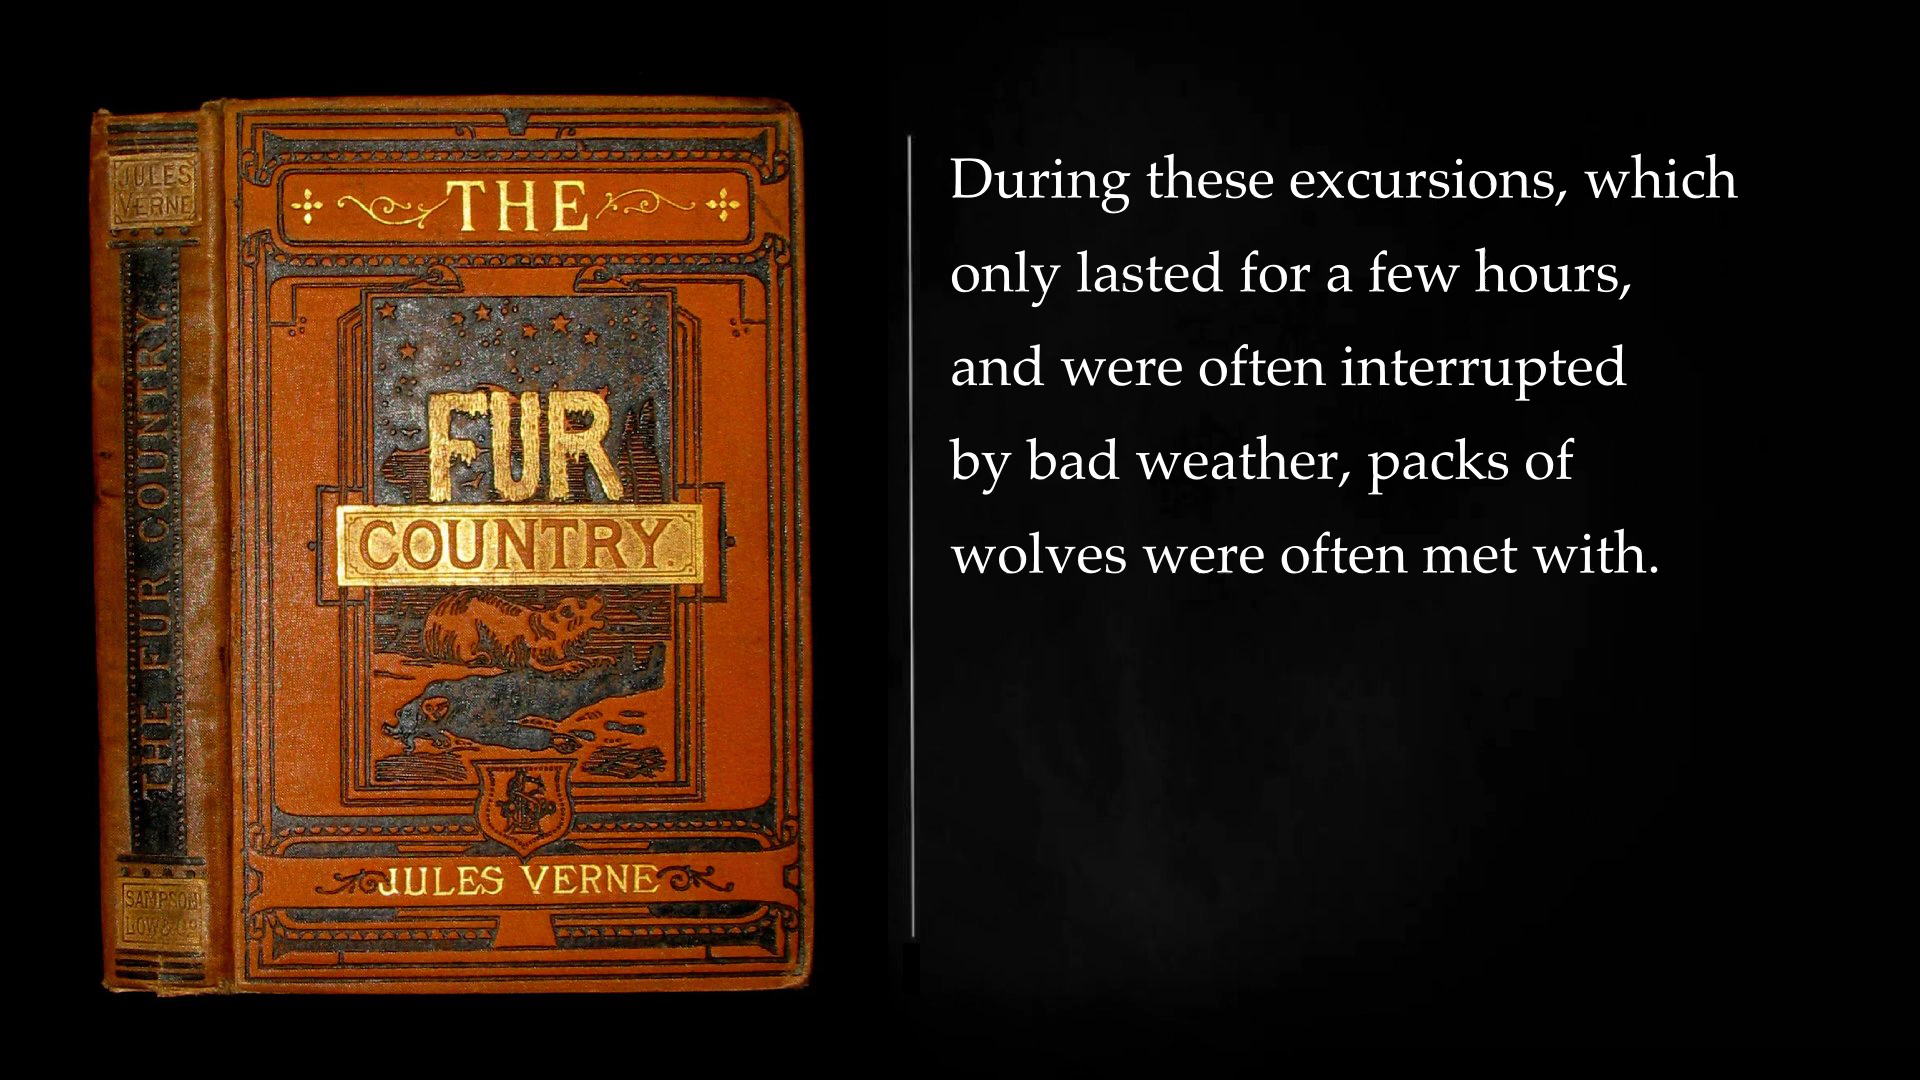 JULES
VERNE
THE FUR COUNTRY.
SAMPSON
LOW & Co
THE
FUR
COUNTRY.
JULES VERNE
During these excursions, which
only lasted for a few hours,
and were often interrupted
by bad weather, packs of
wolves were often met with.